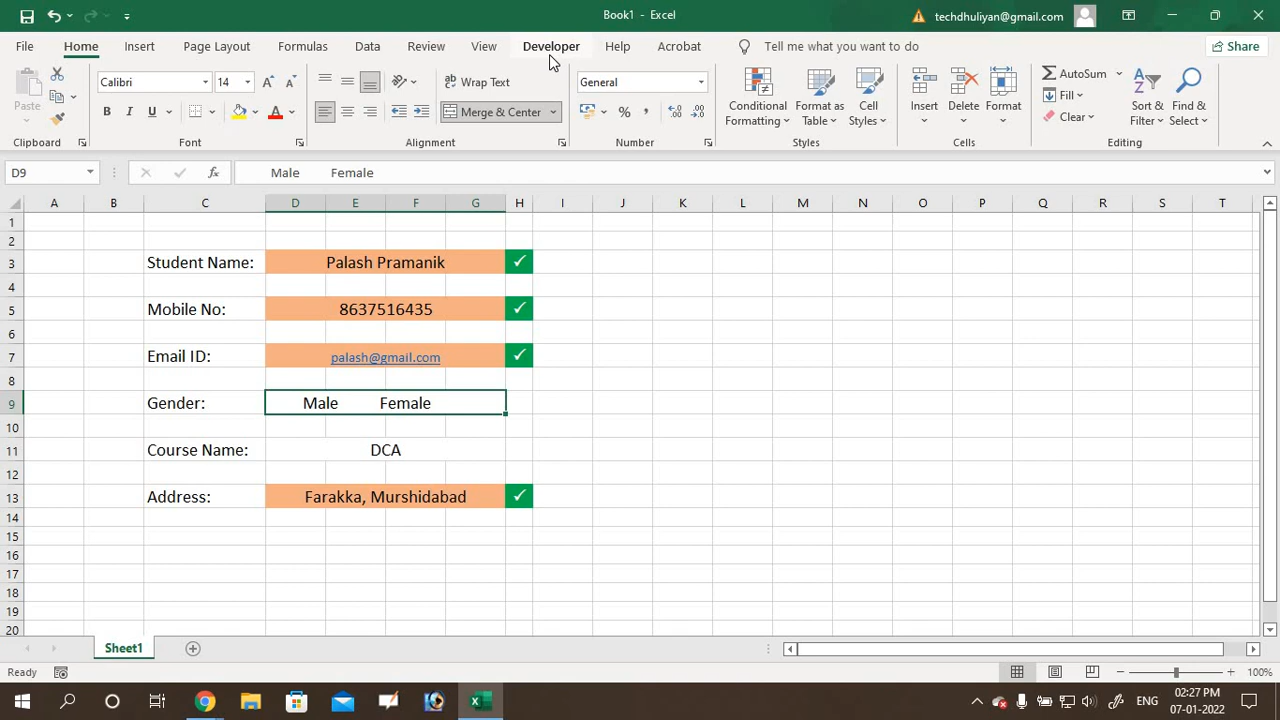 Book1 - Excel
techdhuliyan@gmail.com
File Home Insert Page Layout Formulas Data Review View Developer Help Acrobat Tell me what you want to do Share
Paste
Clipboard
Calibri 14
B I U
Font
Wrap Text
Merge & Center
Alignment
General
Number
Conditional Formatting
Format as Table
Cell Styles
Styles
Insert
Delete
Format
Cells
AutoSum
Fill
Clear
Sort & Filter
Find & Select
Editing
D9 fx Male Female
A B C D E F G H I J K L M N O P Q R S T
1
2
3 Student Name: Palash Pramanik ✓
4
5 Mobile No: 8637516435 ✓
6
7 Email ID: palash@gmail.com ✓
8
9 Gender: Male Female
10
11 Course Name: DCA
12
13 Address: Farakka, Murshidabad ✓
14
15
16
17
18
19
20
Sheet1
Ready 100%
ENG
02:27 PM
07-01-2022